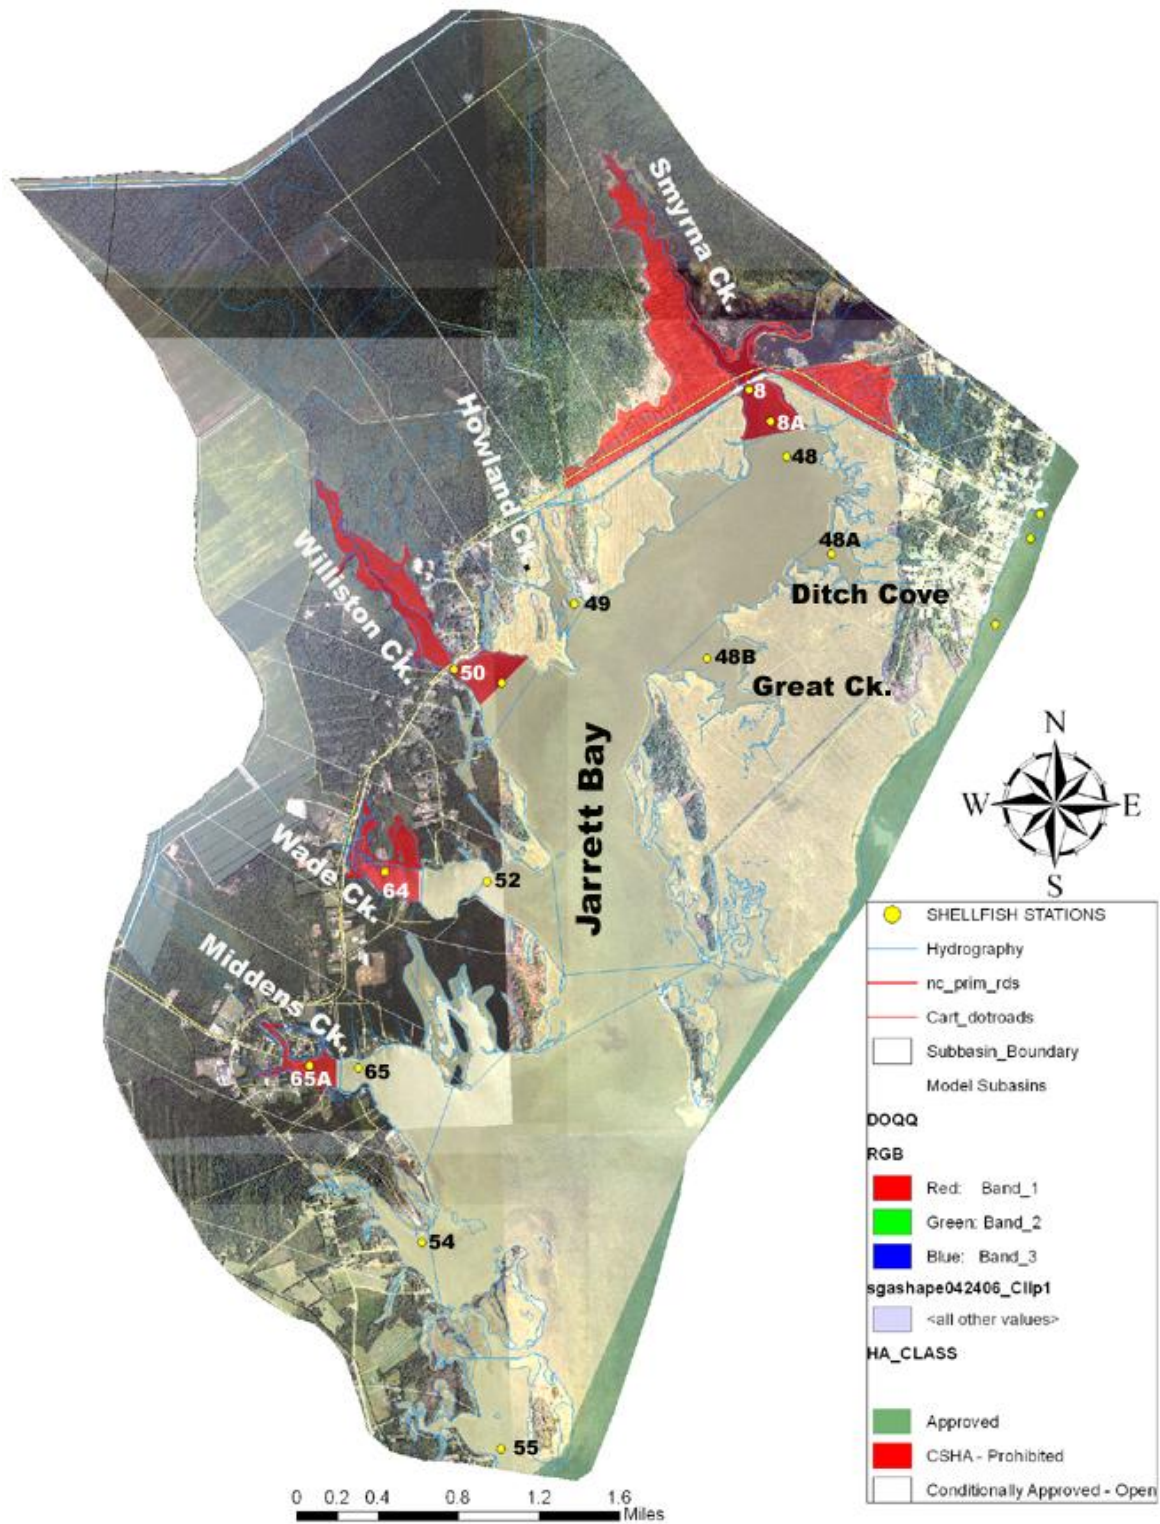 Smyrna Ck.
8
8A
Howland Ck.
48
48A
Williston Ck.
49
Ditch Cove
50
48B
Great Ck.
Jarrett Bay
N
W
E
S
Wade Ck.
64
52
Middens Ck.
65A
65
54
55
SHELLFISH STATIONS
Hydrography
nc_prim_rds
Cart_dotroads
Subbasin_Boundary
Model Subasins
DOQQ
RGB
Red: Band_1
Green: Band_2
Blue: Band_3
sgashape042406_Clip1
<all other values>
HA_CLASS
Approved
CSHA - Prohibited
Conditionally Approved - Open
0 0.2 0.4 0.8 1.2 1.6
Miles